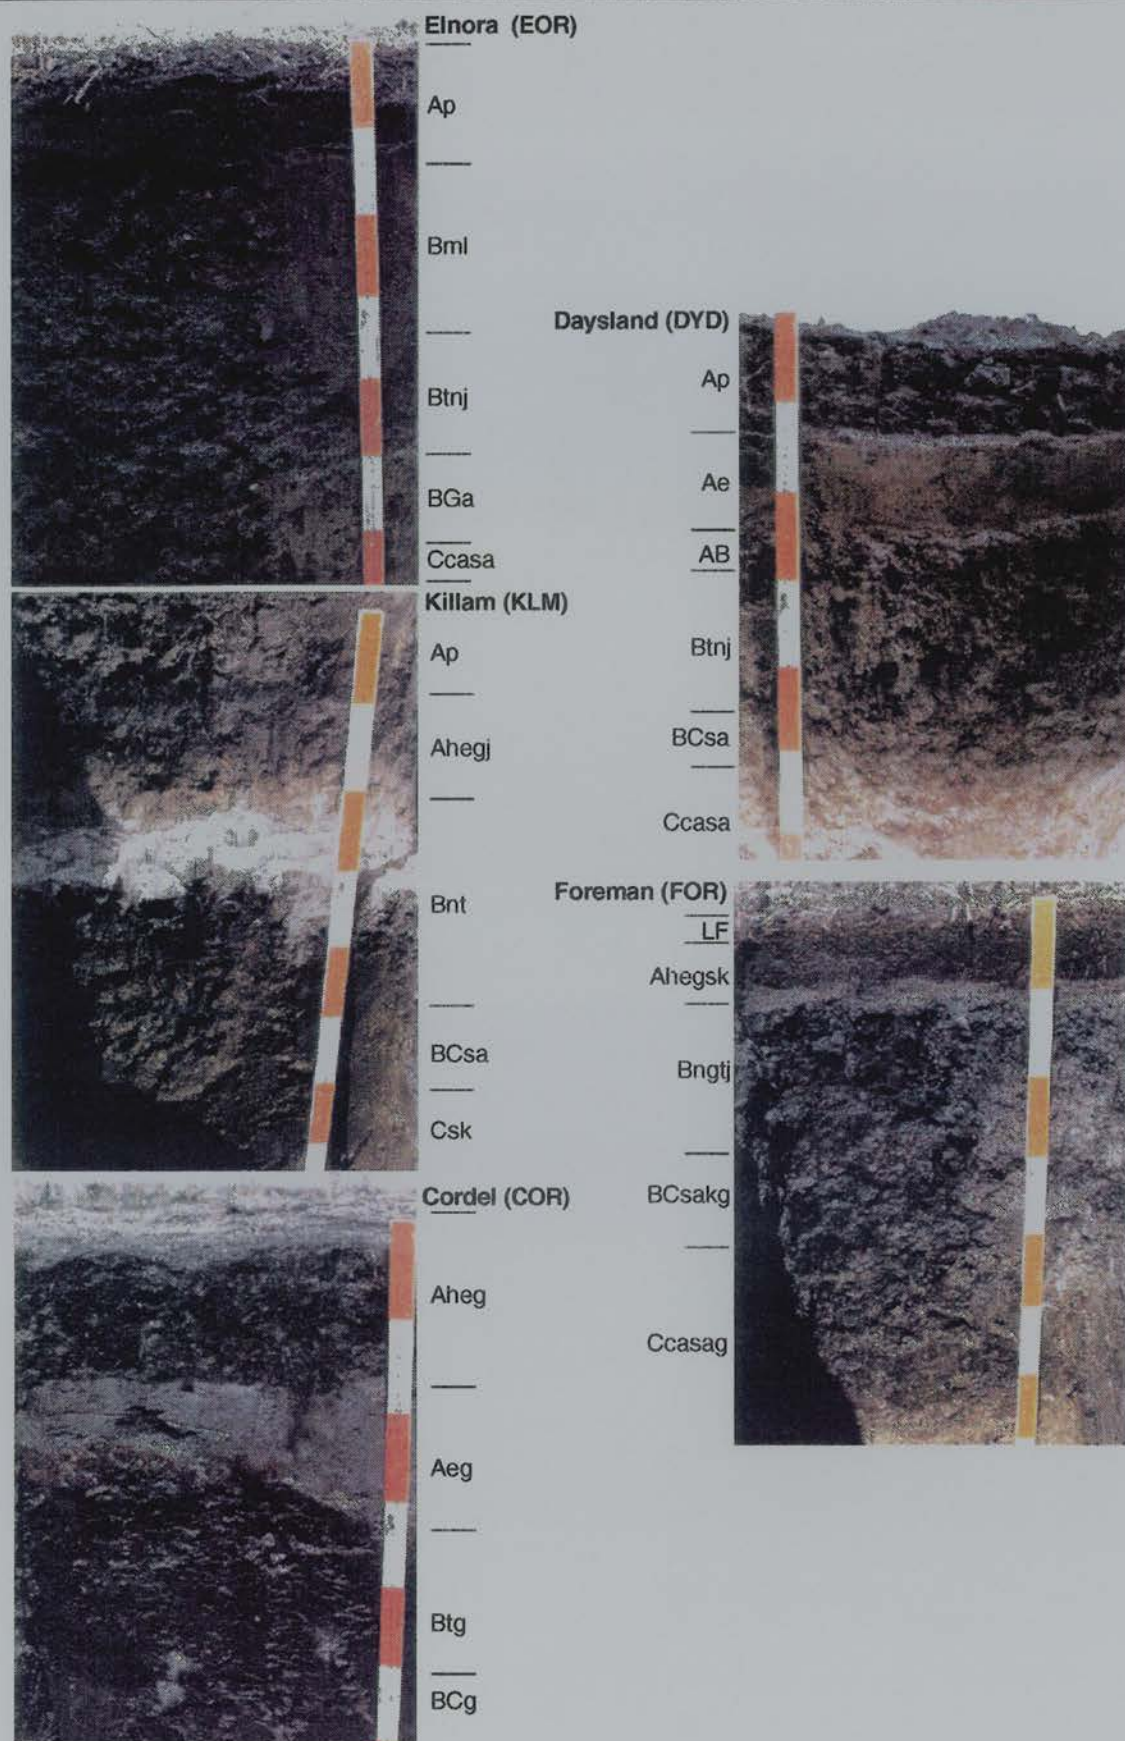 Elnora (EOR)
Ap
Bml
Btnj
BGa
Ccasa
Killam (KLM)
Ap
Ahegj
Bnt
BCsa
Csk
Cordel (COR)
Aheg
Aeg
Btg
BCg
Daysland (DYD)
Ap
Ae
AB
Btnj
BCsa
Ccasa
Foreman (FOR)
LF
Ahegsk
Bngtj
BCsakg
Ccasag